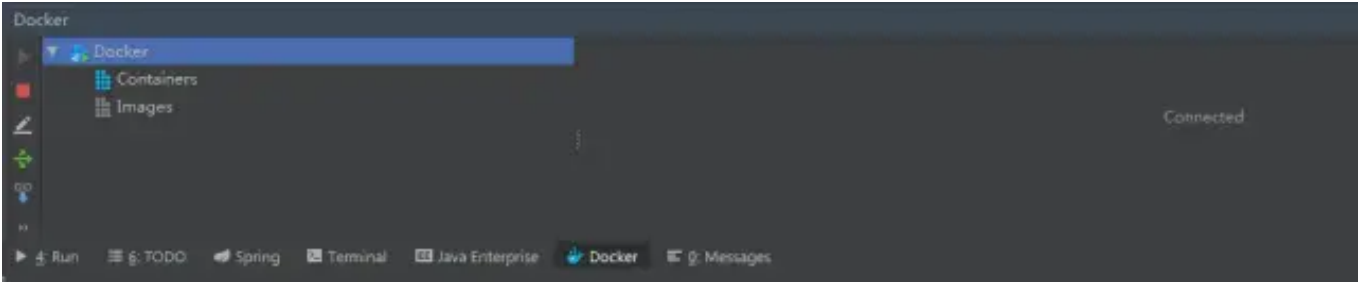 Docker
Docker
Containers
Images
Connected
4: Run 6: TODO Spring Terminal Java Enterprise Docker 0: Messages